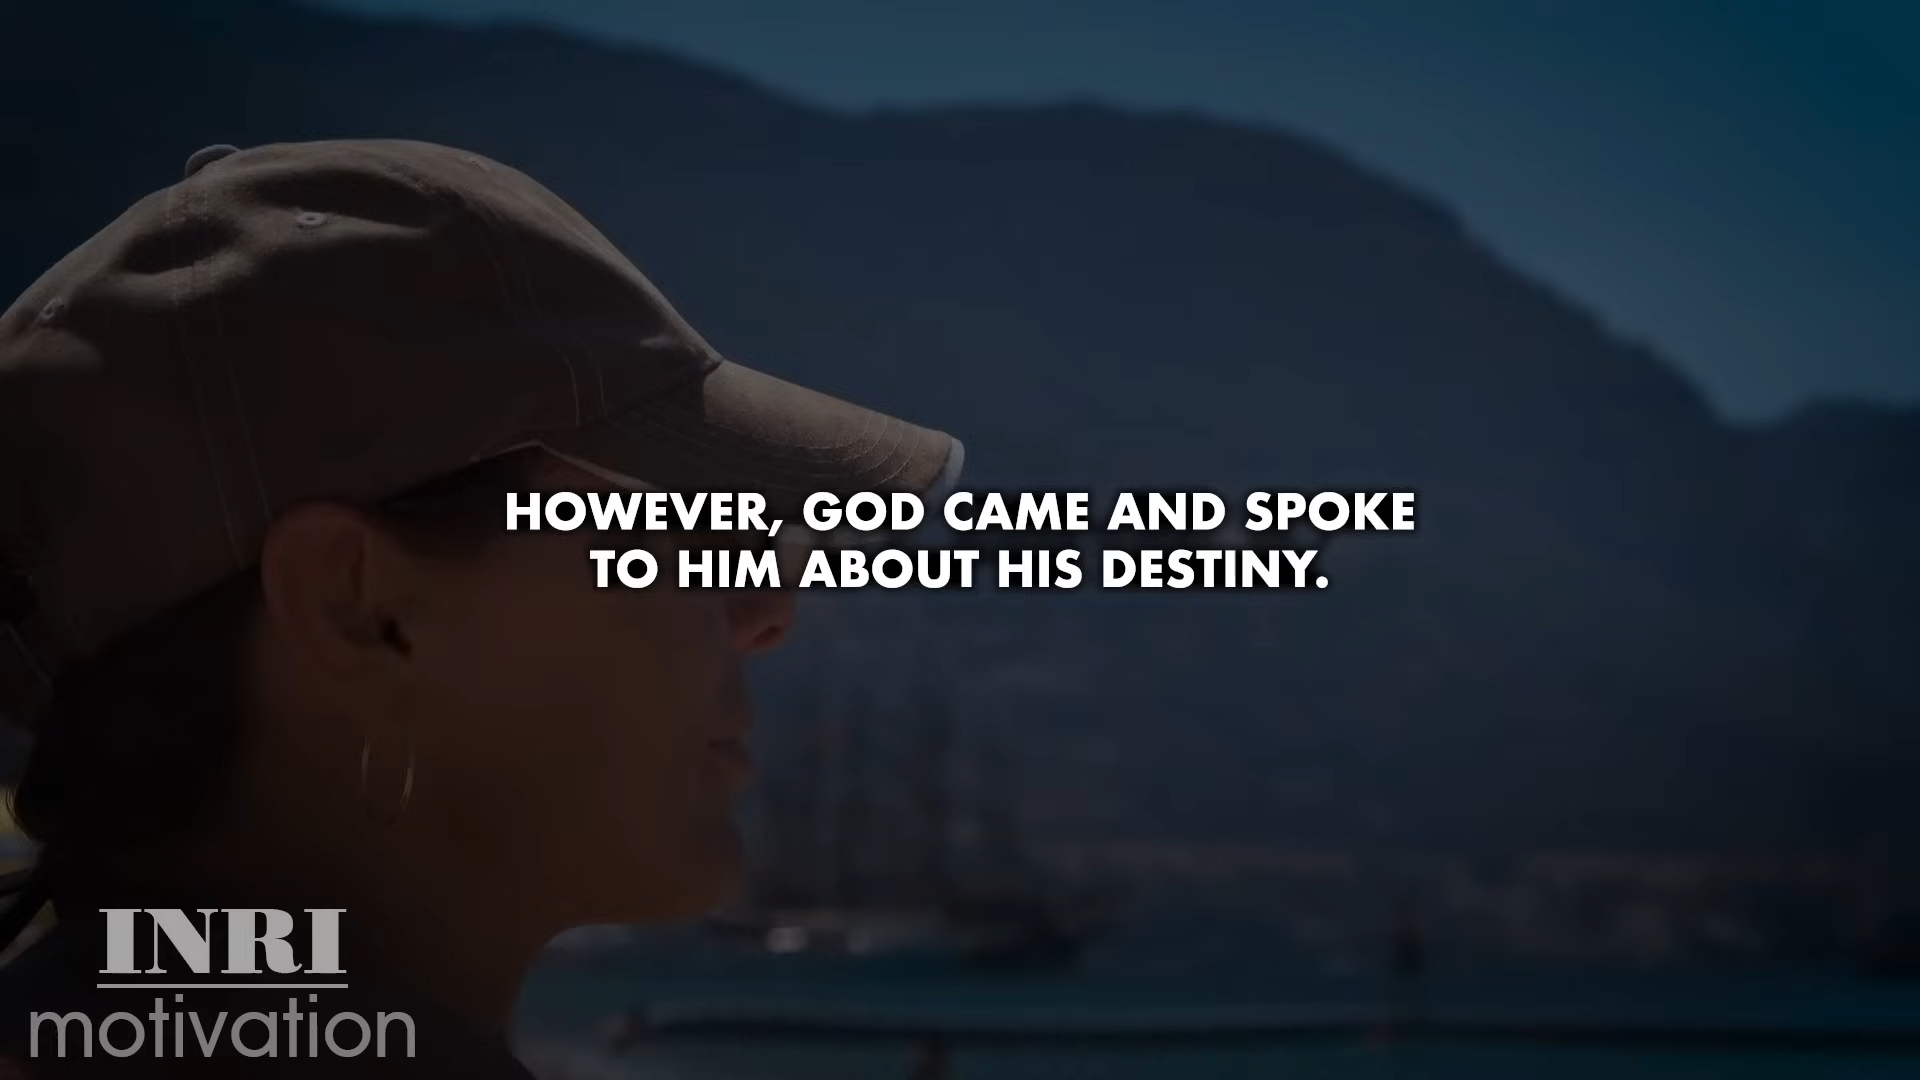 HOWEVER, GOD CAME AND SPOKE
TO HIM ABOUT HIS DESTINY.
INRI
motivation